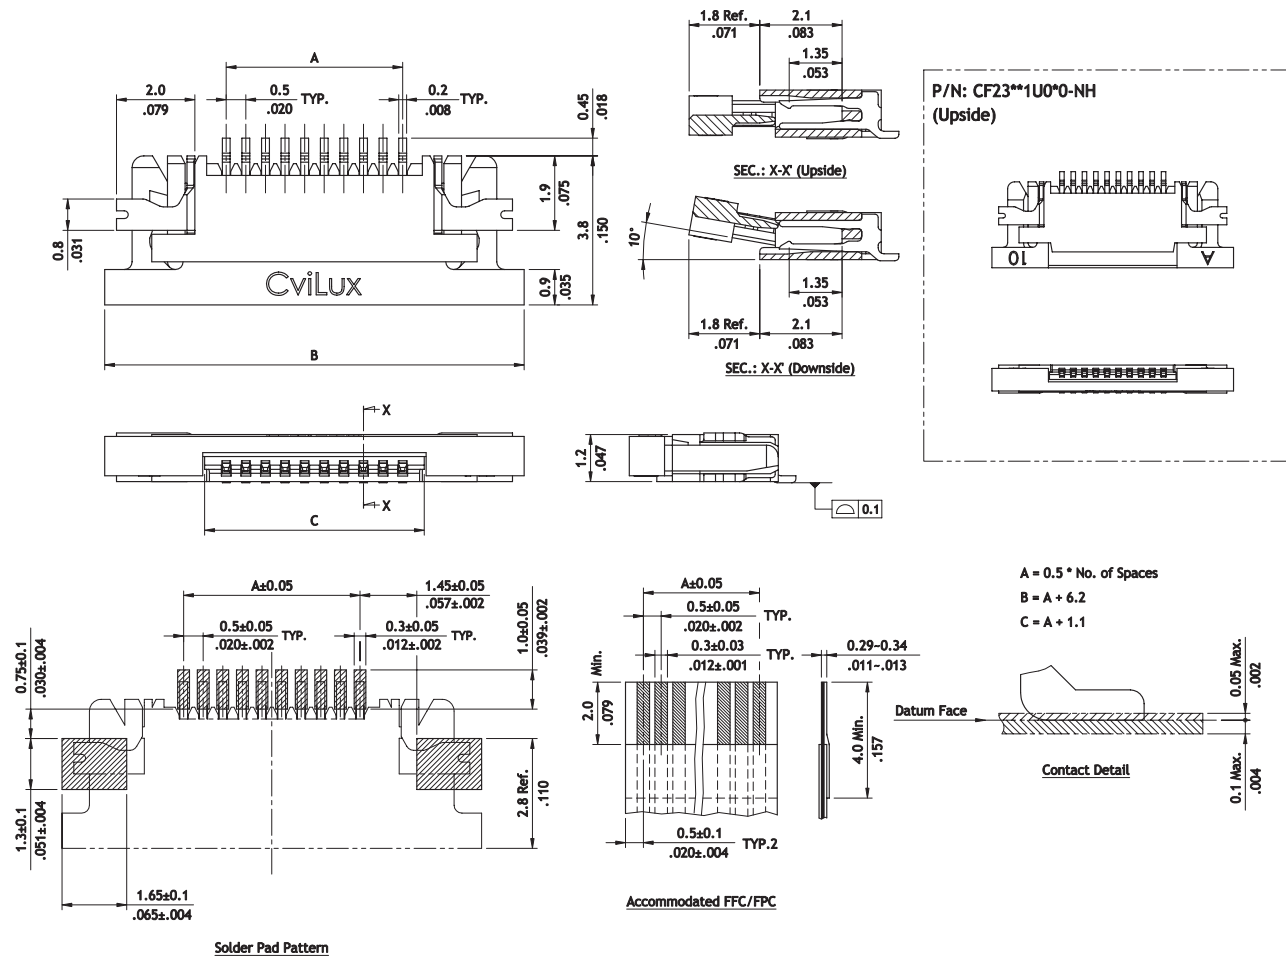 A
2.0
.079
0.5
.020
TYP.
0.2
.008
TYP.
0.45
.018
1.9
.075
3.8
.150
0.8
.031
0.9
.035
CviLux
B
1.8 Ref.
.071
2.1
.083
1.35
.053
SEC.: X-X' (Upside)
10°
1.35
.053
1.8 Ref.
.071
2.1
.083
SEC.: X-X' (Downside)
P/N: CF23**1U0*0-NH
(Upside)
10
A
X
X
C
1.2
.047
0.1
A±0.05
1.45±0.05
.057±.002
0.5±0.05
.020±.002
TYP.
0.3±0.05
.012±.002
TYP.
1.0±0.05
.039±.002
0.75±0.1
.030±.004
1.3±0.1
.051±.004
2.8 Ref.
.110
1.65±0.1
.065±.004
Solder Pad Pattern
A±0.05
0.5±0.05
.020±.002
TYP.
0.3±0.03
.012±.001
TYP.
0.29~0.34
.011~.013
2.0 Min.
.079
4.0 Min.
.157
0.5±0.1
.020±.004
TYP.2
Accommodated FFC/FPC
A = 0.5 * No. of Spaces
B = A + 6.2
C = A + 1.1
Datum Face
0.05 Max.
.002
0.1 Max.
.004
Contact Detail